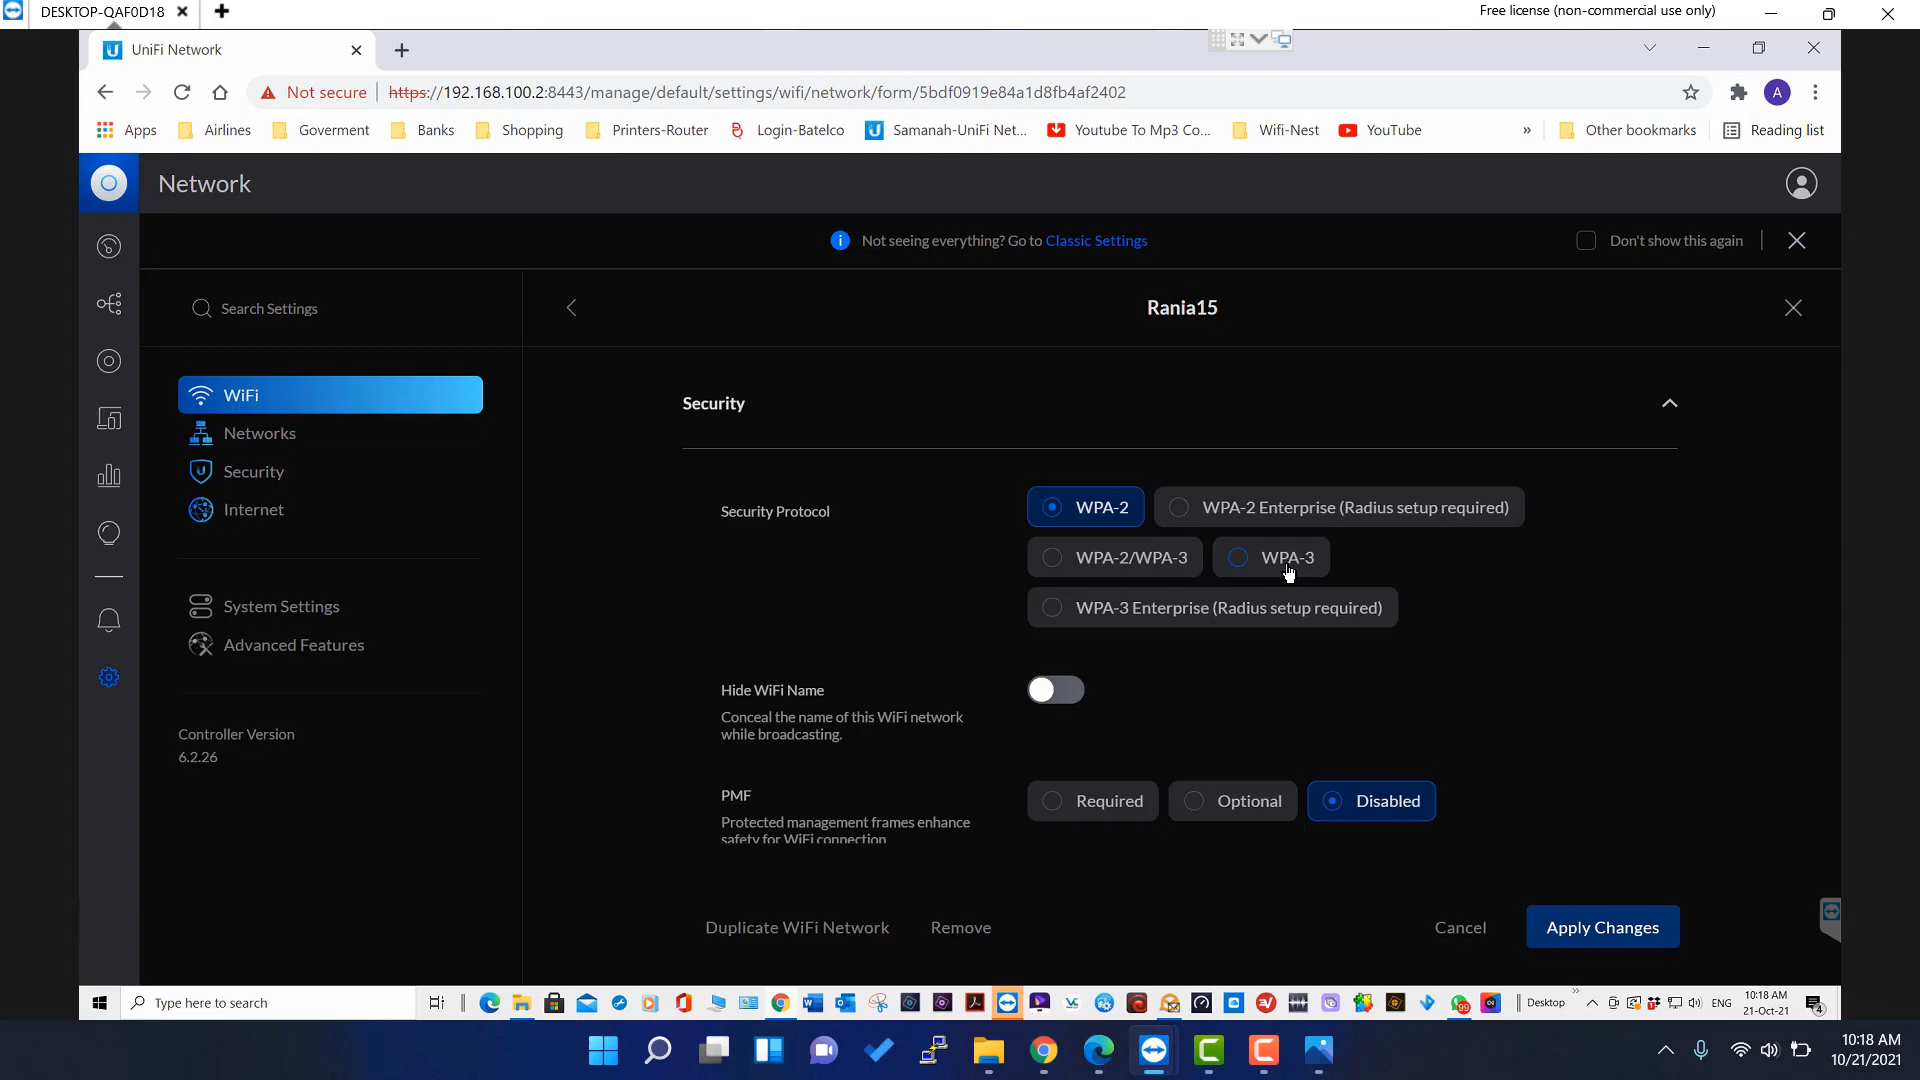 DESKTOP-QAF0D18
Free license (non-commercial use only)
UniFi Network
Not secure https://192.168.100.2:8443/manage/default/settings/wifi/network/form/5bdf0919e84a1d8fb4af2402 A
Apps Airlines Goverment Banks Shopping Printers-Router Login-Batelco Samanah-UniFi Net... Youtube To Mp3 Co... Wifi-Nest YouTube » Other bookmarks Reading list
Network
Not seeing everything? Go to Classic Settings Don't show this again
Search Settings
Rania15
WiFi
Networks
Security
Internet
System Settings
Advanced Features
Controller Version
6.2.26
Security
Security Protocol
WPA-2 WPA-2 Enterprise (Radius setup required)
WPA-2/WPA-3 WPA-3
WPA-3 Enterprise (Radius setup required)
Hide WiFi Name
Conceal the name of this WiFi network
while broadcasting.
PMF
Protected management frames enhance
safety for WiFi connection
Required Optional Disabled
Duplicate WiFi Network Remove Cancel Apply Changes
Type here to search
Desktop » ENG
10:18 AM
21-Oct-21
4
99
10:18 AM
10/21/2021